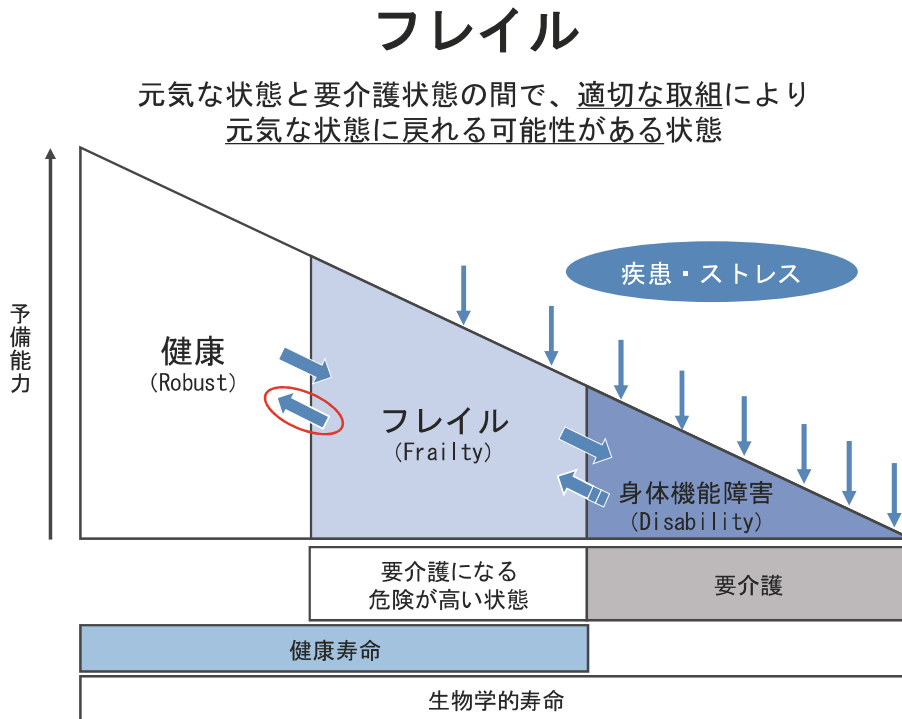 フレイル
元気な状態と要介護状態の間で、適切な取組により
元気な状態に戻れる可能性がある状態
疾患・ストレス
予備能力
健康
(Robust)
フレイル
(Frailty)
身体機能障害
(Disability)
要介護になる
危険が高い状態
要介護
健康寿命
生物学的寿命